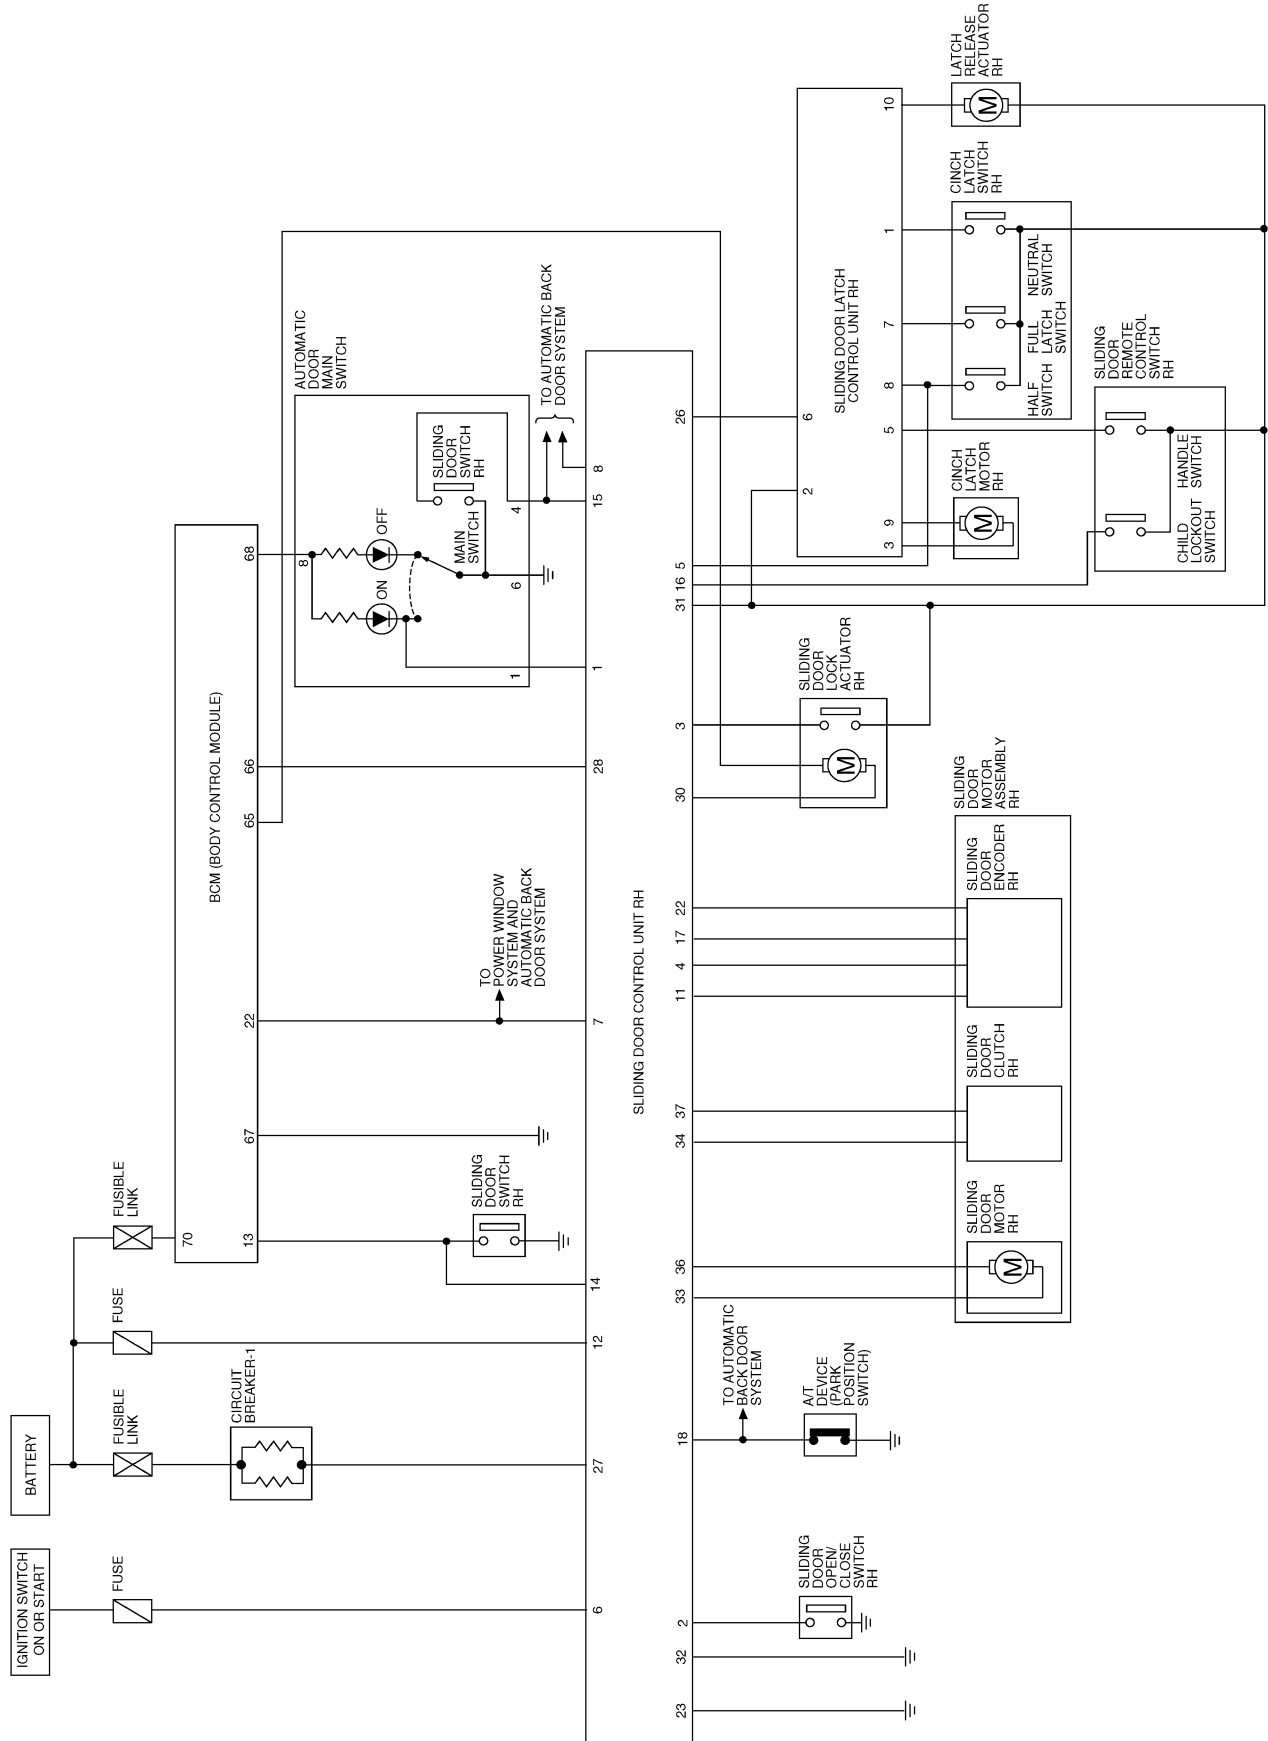 IGNITION SWITCH
ON OR START
BATTERY
FUSE
FUSIBLE
LINK
FUSE
FUSIBLE
LINK
CIRCUIT
BREAKER-1
BCM (BODY CONTROL MODULE)
70
13
67
22
65
66
68
AUTOMATIC
DOOR
MAIN
SWITCH
8
ON
OFF
MAIN
SWITCH
SLIDING
DOOR
SWITCH
RH
1
6
4
TO AUTOMATIC BACK
DOOR SYSTEM
TO
POWER WINDOW
SYSTEM AND
AUTOMATIC BACK
DOOR SYSTEM
SLIDING
DOOR
SWITCH
RH
6
27
12
14
7
28
1
15
8
SLIDING DOOR CONTROL UNIT RH
23
32
2
18
33
36
34
37
11
4
17
22
30
3
31
16
5
26
TO AUTOMATIC
BACK DOOR
SYSTEM
SLIDING
DOOR
OPEN/
CLOSE
SWITCH
RH
A/T
DEVICE
(PARK
POSITION
SWITCH)
SLIDING
DOOR
MOTOR
ASSEMBLY
RH
SLIDING
DOOR
MOTOR
RH
M
SLIDING
DOOR
CLUTCH
RH
SLIDING
DOOR
ENCODER
RH
SLIDING
DOOR
LOCK
ACTUATOR
RH
M
SLIDING DOOR LATCH
CONTROL UNIT RH
2
6
3
9
5
8
7
1
10
CINCH
LATCH
MOTOR
RH
M
CINCH
LATCH
SWITCH
RH
HALF
SWITCH
FULL
LATCH
SWITCH
NEUTRAL
SWITCH
LATCH
RELEASE
ACTUATOR
RH
M
SLIDING
DOOR
REMOTE
CONTROL
SWITCH
RH
CHILD
LOCKOUT
SWITCH
HANDLE
SWITCH